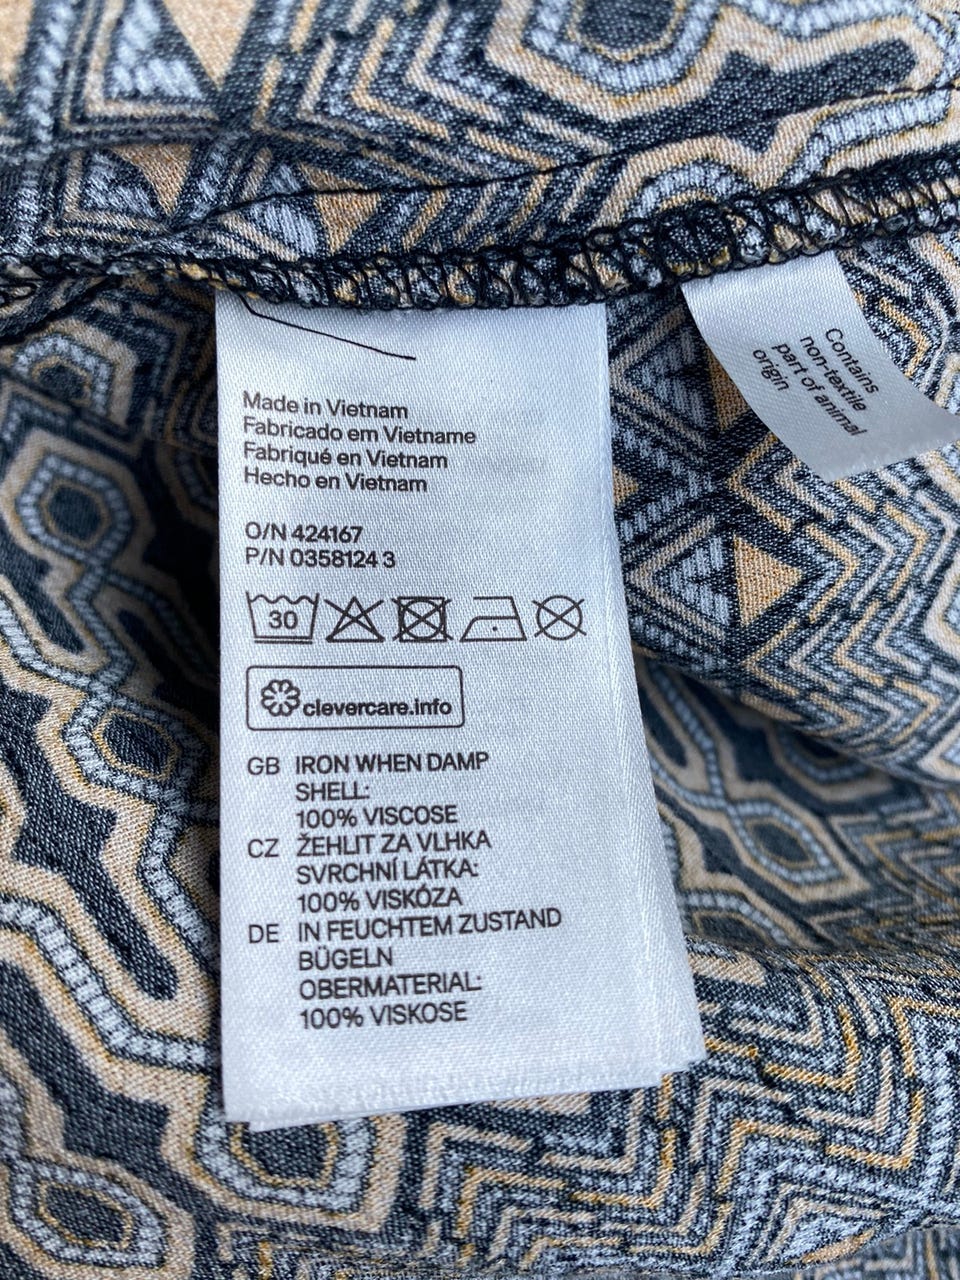 Made in Vietnam
Fabricado em Vietname
Fabriqué en Vietnam
Hecho en Vietnam
O/N 424167
P/N 0358124 3
30
clevercare.info
GB IRON WHEN DAMP
SHELL:
100% VISCOSE
CZ ŽEHLIT ZA VLHKA
SVRCHNÍ LÁTKA:
100% VISKÓZA
DE IN FEUCHTEM ZUSTAND
BÜGELN
OBERMATERIAL:
100% VISKOSE
Contains
non-textile
part of animal
origin